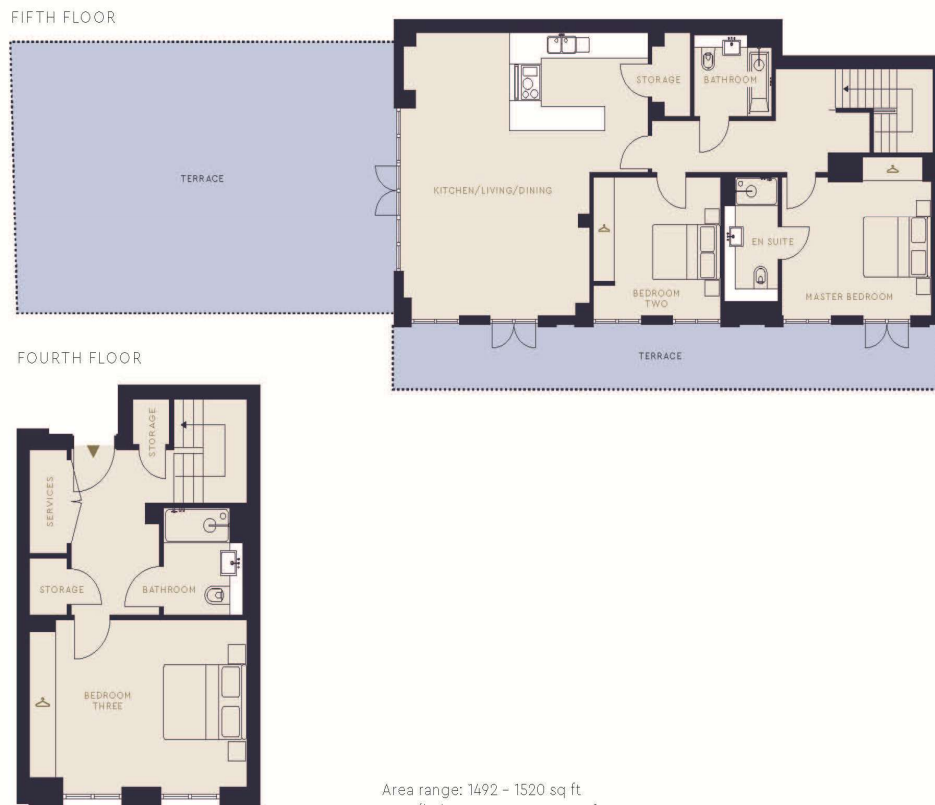 FIFTH FLOOR
STORAGE
BATHROOM
TERRACE
KITCHEN/LIVING/DINING
EN SUITE
BEDROOM
TWO
MASTER BEDROOM
TERRACE
FOURTH FLOOR
STORAGE
SERVICES
STORAGE
BATHROOM
BEDROOM
THREE
Area range: 1492 – 1520 sq ft